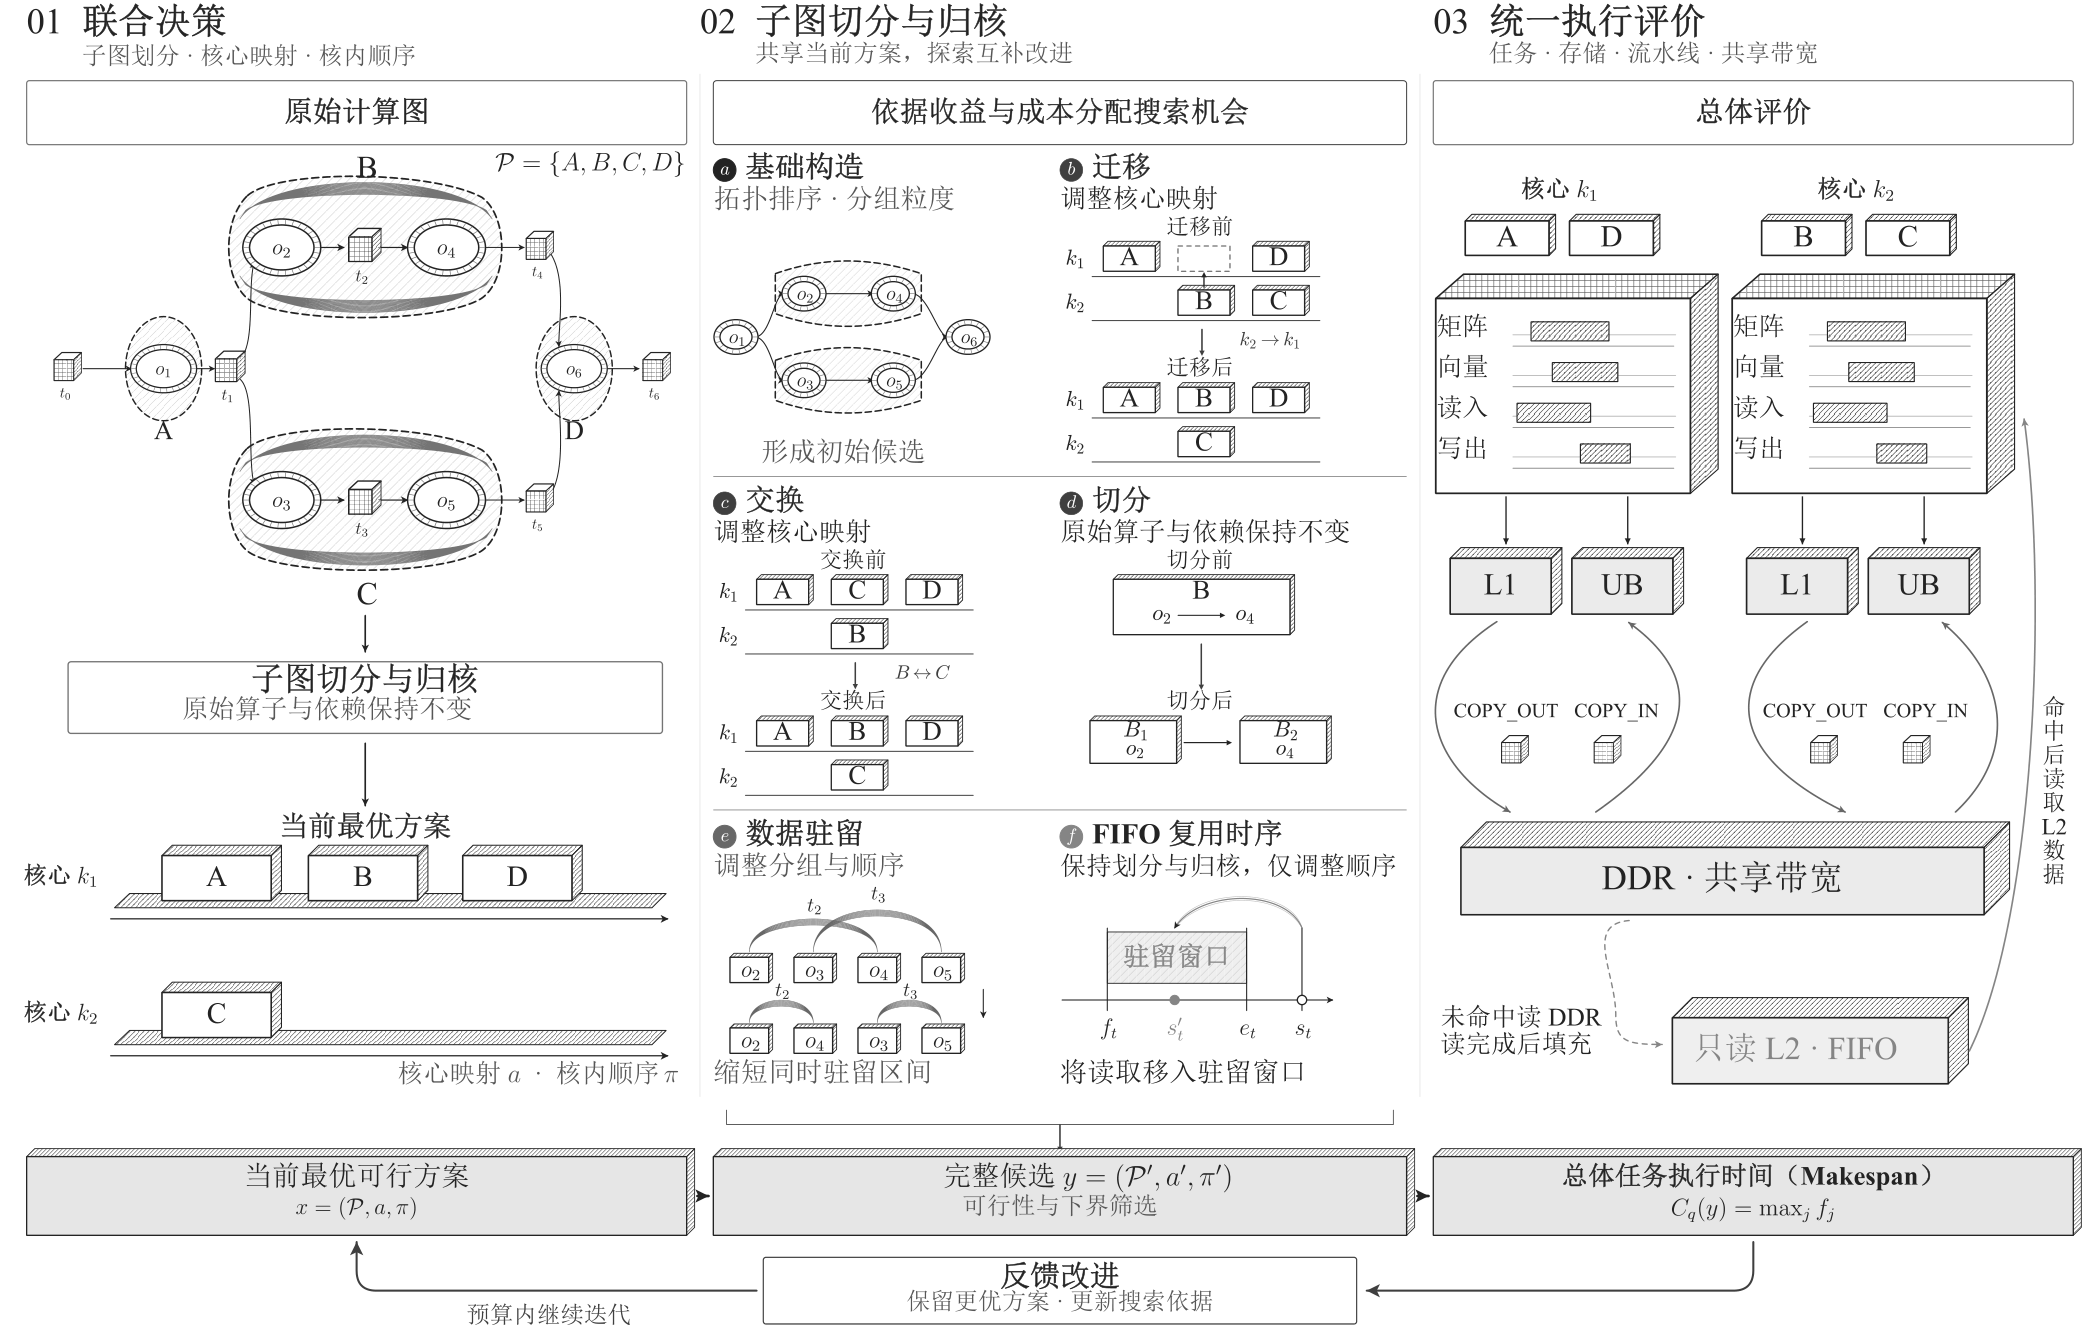 01 联合决策
子图划分 · 核心映射 · 核内顺序
原始计算图
𝒫 = {A, B, C, D}
B
o₂
t₂
o₄
t₄
t₀
o₁
A
t₁
o₆
D
t₆
o₃
t₃
o₅
t₅
C
子图切分与归核
原始算子与依赖保持不变
当前最优方案
核心 k₁
A
B
D
核心 k₂
C
核心映射 a · 核内顺序 π
02 子图切分与归核
共享当前方案，探索互补改进
依据收益与成本分配搜索机会
a 基础构造
拓扑排序 · 分组粒度
o₁
o₂
o₄
o₃
o₅
o₆
形成初始候选
b 迁移
调整核心映射
迁移前
k₁ A D
k₂ B C
k₂ → k₁
迁移后
k₁ A B D
k₂ C
c 交换
调整核心映射
交换前
k₁ A C D
k₂ B
B ↔ C
交换后
k₁ A B D
k₂ C
d 切分
原始算子与依赖保持不变
切分前
B
o₂ → o₄
切分后
B₁
o₂
B₂
o₄
e 数据驻留
调整分组与顺序
t₂ t₃
o₂ o₃ o₄ o₅
t₂ t₃
o₂ o₄ o₃ o₅
缩短同时驻留区间
f FIFO 复用时序
保持划分与归核，仅调整顺序
驻留窗口
fₜ s′ₜ eₜ sₜ
将读取移入驻留窗口
03 统一执行评价
任务 · 存储 · 流水线 · 共享带宽
总体评价
核心 k₁
A D
矩阵
向量
读入
写出
L1 UB
COPY_OUT COPY_IN
核心 k₂
B C
矩阵
向量
读入
写出
L1 UB
COPY_OUT COPY_IN
DDR · 共享带宽
命中后读取L2数据
未命中读 DDR
读完成后填充
只读 L2 · FIFO
当前最优可行方案
x = (𝒫, a, π)
完整候选 y = (𝒫′, a′, π′)
可行性与下界筛选
总体任务执行时间（Makespan）
C_q(y) = maxⱼ fⱼ
反馈改进
保留更优方案 · 更新搜索依据
预算内继续迭代